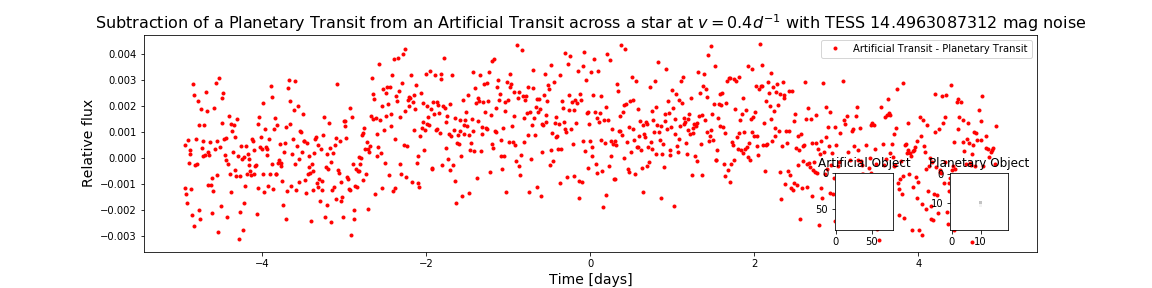 Subtraction of a Planetary Transit from an Artificial Transit across a star at v = 0.4d⁻¹ with TESS 14.4963087312 mag noise
Artificial Transit - Planetary Transit
Relative flux
0.004
0.003
0.002
0.001
0.000
−0.001
−0.002
−0.003
Artificial Object
0
50
0 50
Planetary Object
0
10
0 10
−4 −2 0 2 4
Time [days]